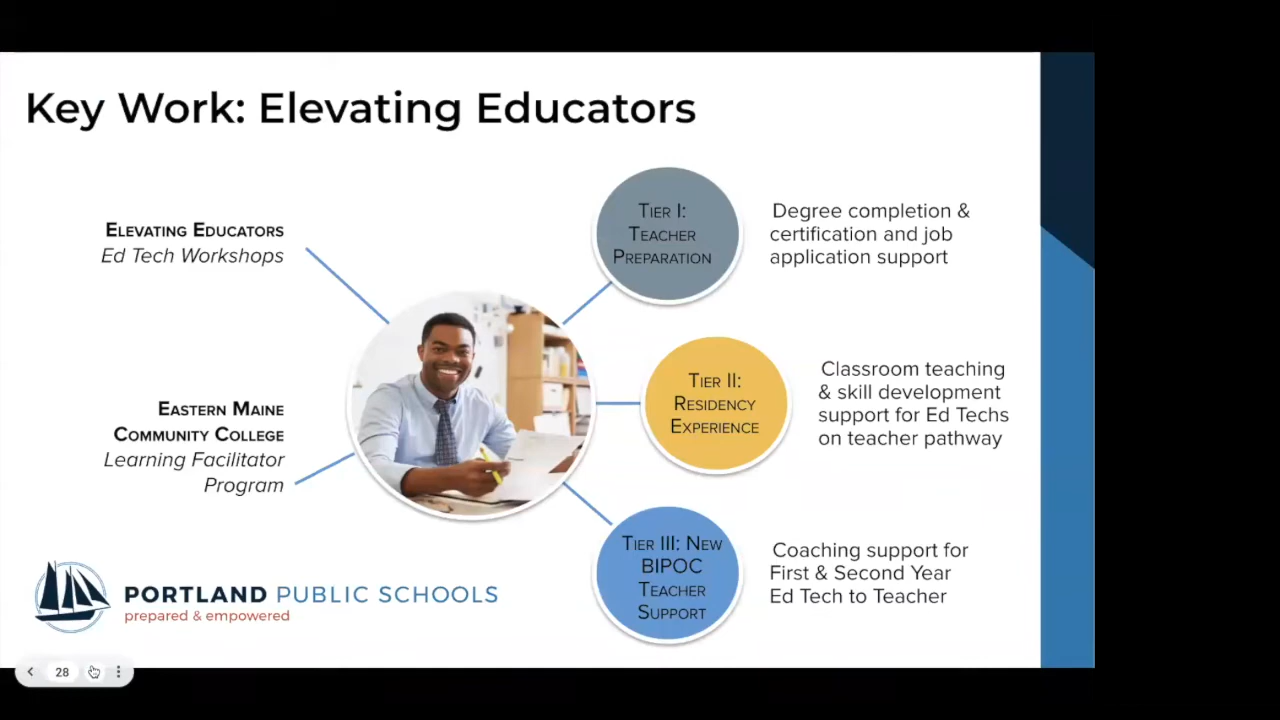 Key Work: Elevating Educators
Elevating Educators
Ed Tech Workshops
Eastern Maine
Community College
Learning Facilitator
Program
Tier I:
Teacher
Preparation
Degree completion &
certification and job
application support
Tier II:
Residency
Experience
Classroom teaching
& skill development
support for Ed Techs
on teacher pathway
Tier III: New
BIPOC
Teacher
Support
Coaching support for
First & Second Year
Ed Tech to Teacher
PORTLAND PUBLIC SCHOOLS
prepared & empowered
28